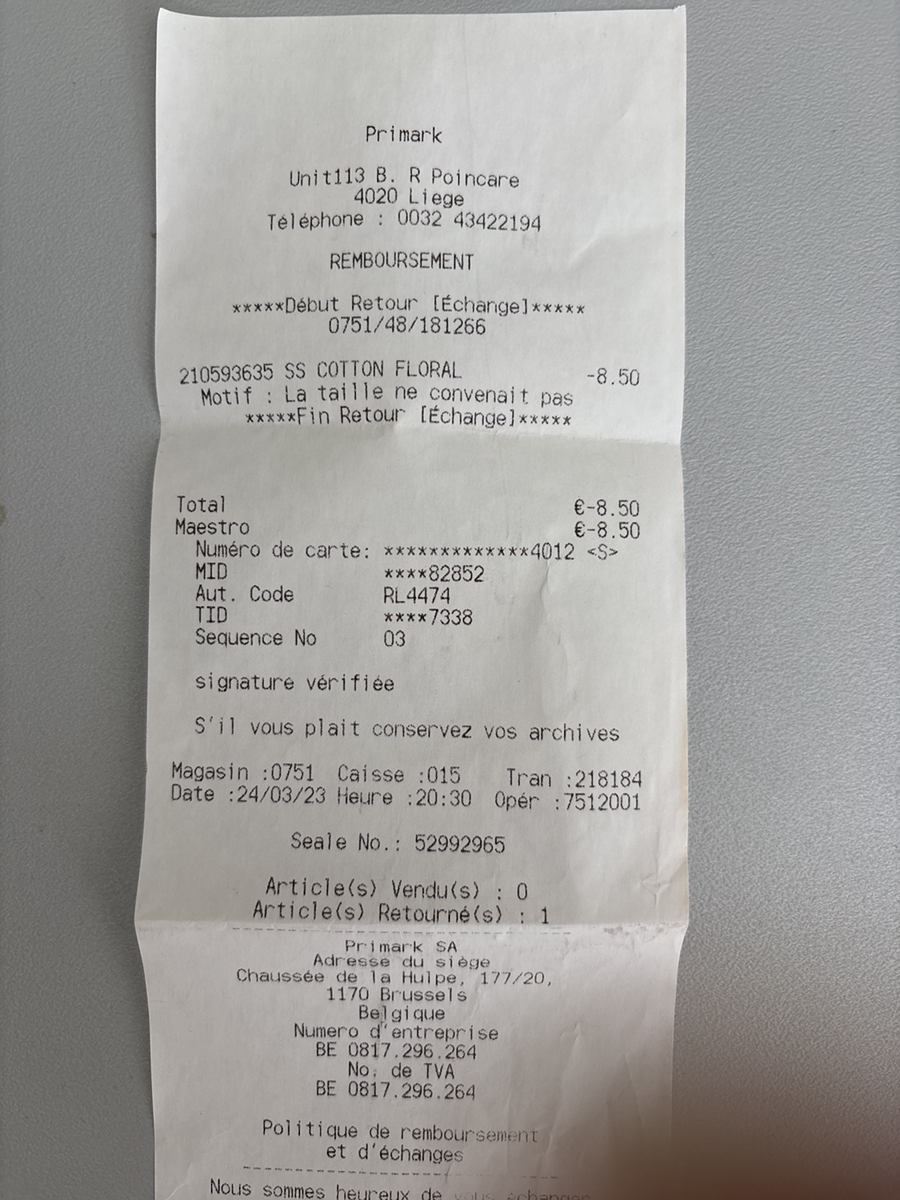 Primark
Unit113 B. R Poincare
4020 Liege
Téléphone : 0032 43422194
REMBOURSEMENT
*****Début Retour [Échange]*****
0751/48/181266
210593635 SS COTTON FLORAL -8.50
Motif : La taille ne convenait pas
*****Fin Retour [Échange]*****
Total €-8.50
Maestro €-8.50
Numéro de carte: *************4012 <S>
MID ****82852
Aut. Code RL4474
TID ****7338
Sequence No 03
signature vérifiée
S'il vous plait conservez vos archives
Magasin :0751 Caisse :015 Tran :218184
Date :24/03/23 Heure :20:30 Opér :7512001
Seale No.: 52992965
Article(s) Vendu(s) : 0
Article(s) Retourné(s) : 1
Primark SA
Adresse du siège
Chaussée de la Hulpe, 177/20,
1170 Brussels
Belgique
Numero d'entreprise
BE 0817.296.264
No. de TVA
BE 0817.296.264
Politique de remboursement
et d'échanges
Nous sommes heureux de vous échanger